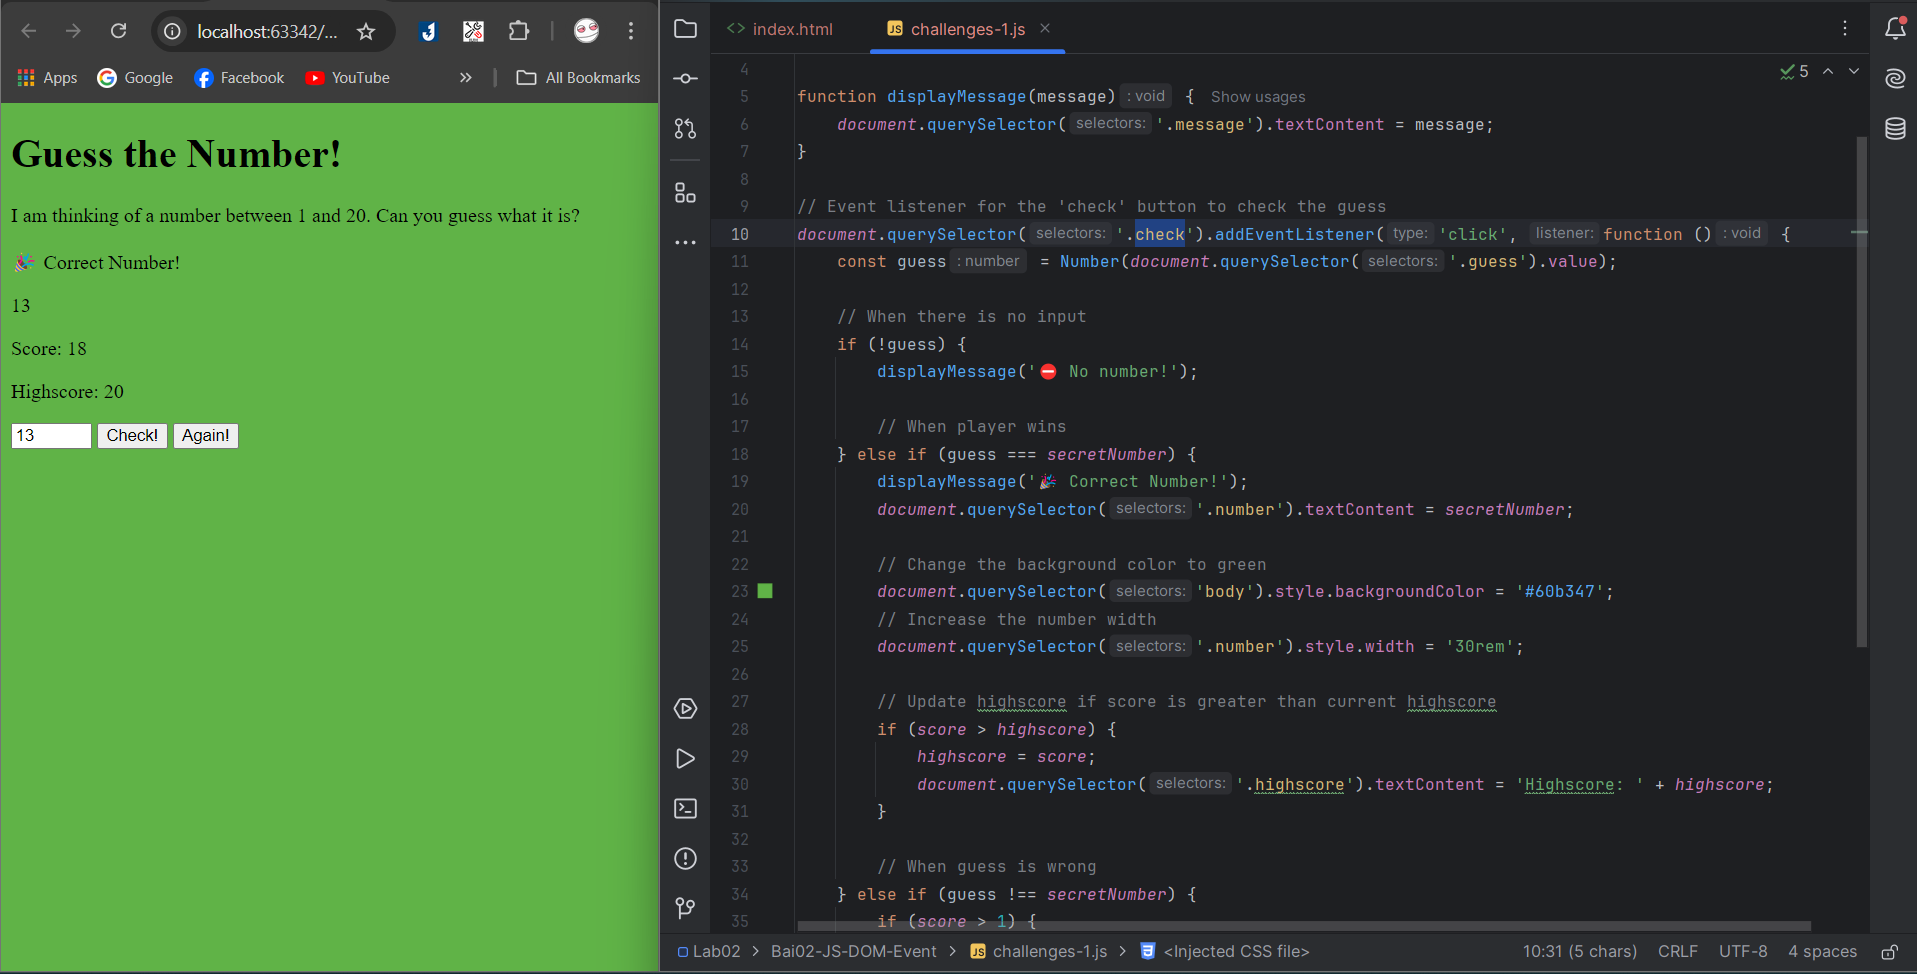 localhost:63342/...
Apps Google Facebook YouTube » All Bookmarks
Guess the Number!
I am thinking of a number between 1 and 20. Can you guess what it is?
🎉 Correct Number!
13
Score: 18
Highscore: 20
13 Check! Again!
<> index.html JS challenges-1.js ×
5
4
5 function displayMessage(message) : void { Show usages
6 document.querySelector( selectors: '.message').textContent = message;
7 }
8
9 // Event listener for the 'check' button to check the guess
10 document.querySelector( selectors: '.check').addEventListener( type: 'click', listener: function () : void {
11 const guess : number = Number(document.querySelector( selectors: '.guess').value);
12
13 // When there is no input
14 if (!guess) {
15 displayMessage('⛔ No number!');
16
17 // When player wins
18 } else if (guess === secretNumber) {
19 displayMessage('🎉 Correct Number!');
20 document.querySelector( selectors: '.number').textContent = secretNumber;
21
22 // Change the background color to green
23 document.querySelector( selectors: 'body').style.backgroundColor = '#60b347';
24 // Increase the number width
25 document.querySelector( selectors: '.number').style.width = '30rem';
26
27 // Update highscore if score is greater than current highscore
28 if (score > highscore) {
29 highscore = score;
30 document.querySelector( selectors: '.highscore').textContent = 'Highscore: ' + highscore;
31 }
32
33 // When guess is wrong
34 } else if (guess !== secretNumber) {
35 if (score > 1) {
Lab02 > Bai02-JS-DOM-Event > JS challenges-1.js > <Injected CSS file> 10:31 (5 chars) CRLF UTF-8 4 spaces